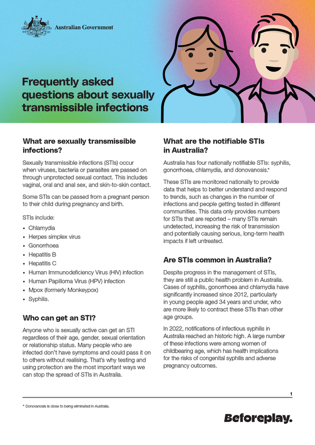 Australian Government
Frequently asked
questions about sexually
transmissible infections
What are sexually transmissible
infections?
Sexually transmissible infections (STIs) occur
when viruses, bacteria or parasites are passed on
through unprotected sexual contact. This includes
vaginal, oral and anal sex, and skin-to-skin contact.
Some STIs can be passed from a pregnant person
to their child during pregnancy and birth.
STIs include:
• Chlamydia
• Herpes simplex virus
• Gonorrhoea
• Hepatitis B
• Hepatitis C
• Human Immunodeficiency Virus (HIV) infection
• Human Papilloma Virus (HPV) infection
• Mpox (formerly Monkeypox)
• Syphilis.
Who can get an STI?
Anyone who is sexually active can get an STI
regardless of their age, gender, sexual orientation
or relationship status. Many people who are
infected don't have symptoms and could pass it on
to others without realising. That's why testing and
using protection are the most important ways we
can stop the spread of STIs in Australia.
What are the notifiable STIs
in Australia?
Australia has four nationally notifiable STIs: syphilis,
gonorrhoea, chlamydia, and donovanosis.*
These STIs are monitored nationally to provide
data that helps to better understand and respond
to trends, such as changes in the number of
infections and people getting tested in different
communities. This data only provides numbers
for STIs that are reported – many STIs remain
undetected, increasing the risk of transmission
and potentially causing serious, long-term health
impacts if left untreated.
Are STIs common in Australia?
Despite progress in the management of STIs,
they are still a public health problem in Australia.
Cases of syphilis, gonorrhoea and chlamydia have
significantly increased since 2012, particularly
in young people aged 34 years and under, who
are more likely to contract these STIs than other
age groups.
In 2022, notifications of infectious syphilis in
Australia reached an historic high. A large number
of these infections were among women of
childbearing age, which has health implications
for the risks of congenital syphilis and adverse
pregnancy outcomes.
1
* Donovanosis is close to being eliminated in Australia.
Beforeplay.